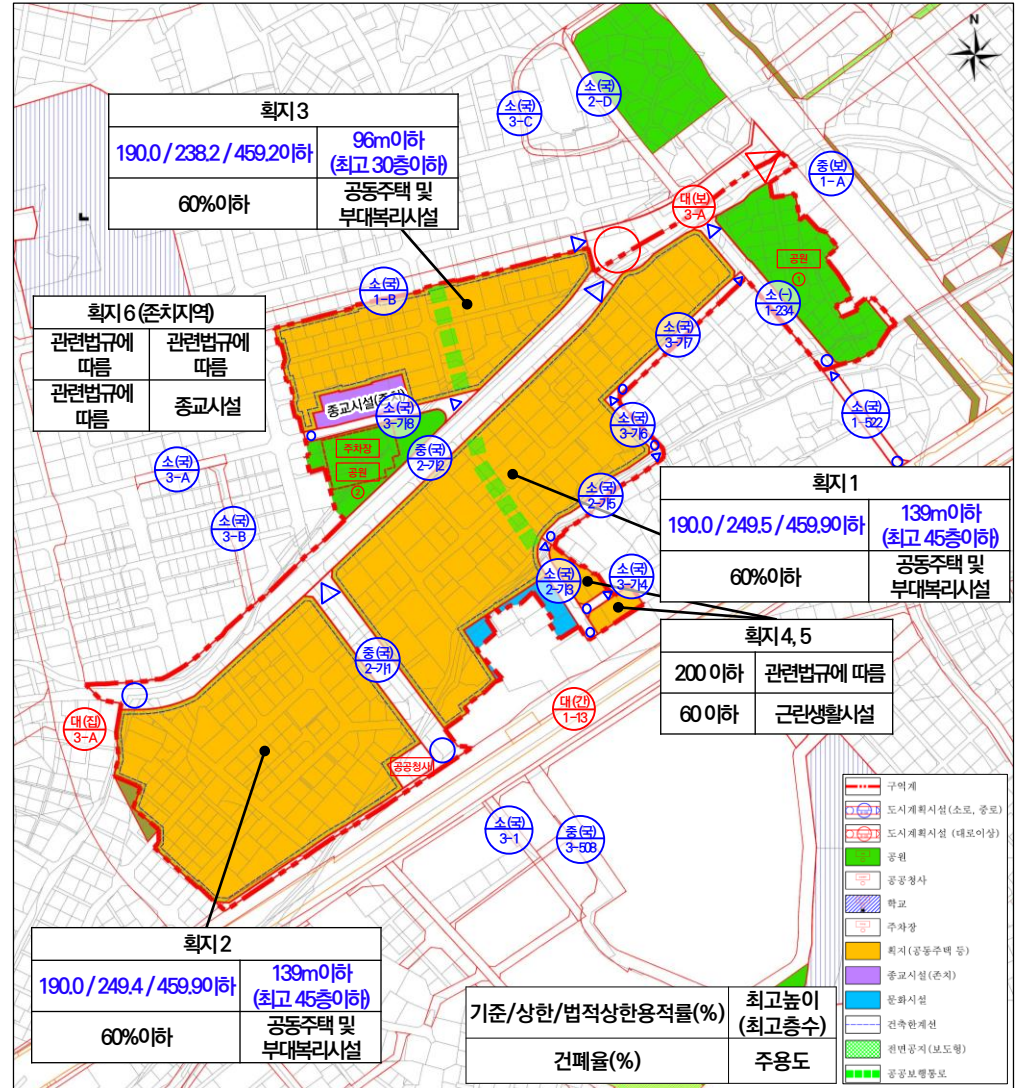 N
획지 3
190.0 / 238.2 / 459.2이하
96m이하
(최고 30층이하)
60%이하
공동주택 및
부대복리시설
소(국)
3-C
소(국)
2-D
중(보)
1-A
대(보)
3-A
공원
1
소(국)
1-B
소(-)
1-234
소(국)
3-가7
획지 6 (존치지역)
관련법규에
따름
관련법규에
따름
관련법규에
따름
종교시설
소(국)
3-가8
주차장
공원
2
중(국)
2-가2
소(국)
3-가6
소(국)
1-522
소(국)
3-A
소(국)
3-B
소(국)
2-가5
획지 1
190.0 / 249.5 / 459.9이하
139m이하
(최고 45층이하)
60%이하
공동주택 및
부대복리시설
소(국)
2-가3
소(국)
3-가4
획지 4, 5
200 이하
관련법규에 따름
60 이하
근린생활시설
중(국)
2-가1
대(간)
1-13
대(집)
3-A
공공청사
소(국)
3-1
중(국)
3-508
획지 2
190.0 / 249.4 / 459.9이하
139m이하
(최고 45층이하)
60%이하
공동주택 및
부대복리시설
기준/상한/법적상한용적률(%)
최고높이
(최고층수)
건폐율(%)
주용도
구역계
도시계획시설(소로, 중로)
도시계획시설 (대로이상)
공원
공공청사
학교
주차장
획지(공동주택 등)
종교시설(존치)
문화시설
건축한계선
전면공지(보도형)
공공보행통로